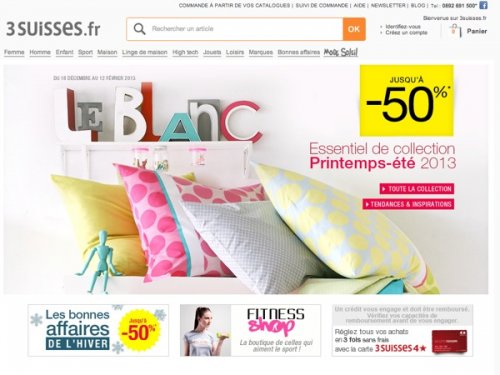 COMMANDE À PARTIR DE VOS CATALOGUES | SUIVI DE COMMANDE | AIDE | NEWSLETTER | BLOG | Tel : 0892 691 500*
3SUISSES.fr
Rechercher un article
OK
Bienvenue sur 3suisses.fr
Identifiez-vous
Créez un compte
Panier
Femme Homme Enfant Sport Maison Linge de maison High tech Jouets Loisirs Marques Bonnes affaires Mode Soleil
DU 18 DÉCEMBRE AU 12 FÉVRIER 2013
LE BLANC
JUSQU'À
-50%*
Essentiel de collection
Printemps-été 2013
TOUTE LA COLLECTION
TENDANCES & INSPIRATIONS
Les bonnes
affaires
DE L'HIVER
Jusqu'à
-50%*
FITNESS
Shop
La boutique de celles
qui aiment le sport !
Un crédit vous engage et doit être remboursé.
Vérifiez vos capacités de
remboursement avant de vous engager.
Réglez tous vos achats
en 3 fois sans frais
avec la carte 3SUISSES 4★